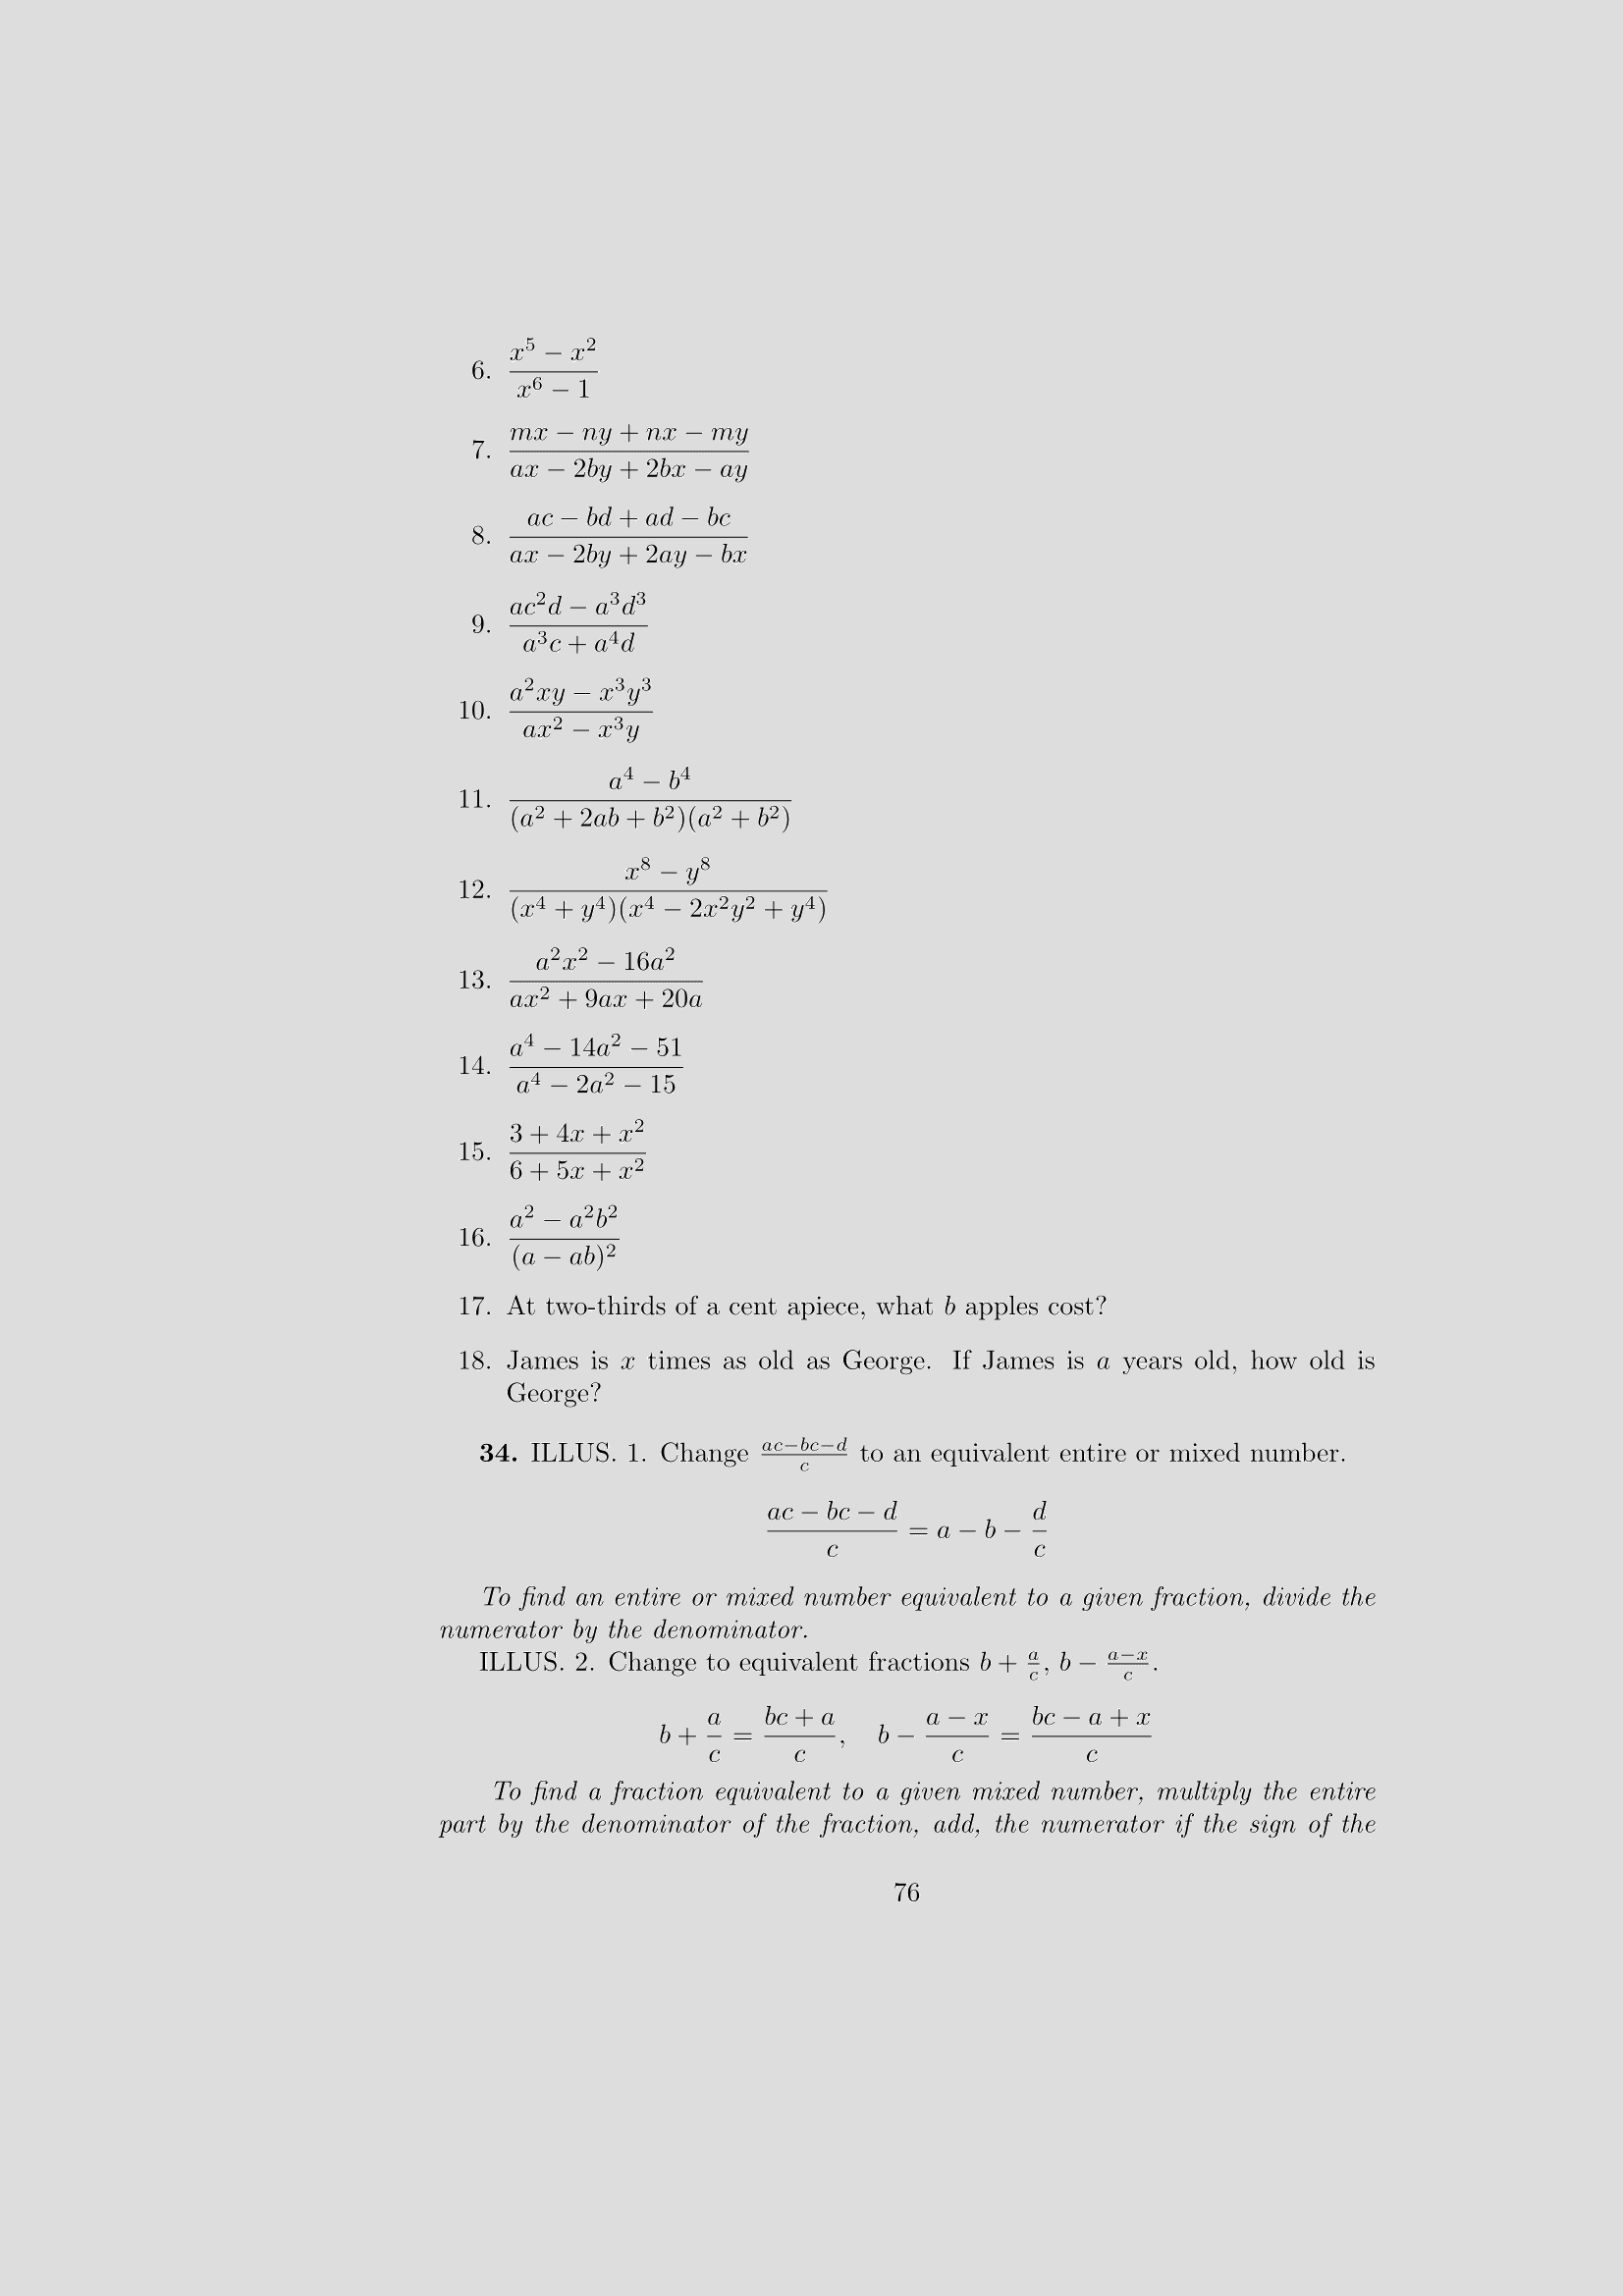 6. \frac{x^5 - x^2}{x^6 - 1}
7. \frac{mx - ny + nx - my}{ax - 2by + 2bx - ay}
8. \frac{ac - bd + ad - bc}{ax - 2by + 2ay - bx}
9. \frac{ac^2d - a^3d^3}{a^3c + a^4d}
10. \frac{a^2xy - x^3y^3}{ax^2 - x^3y}
11. \frac{a^4 - b^4}{(a^2 + 2ab + b^2)(a^2 + b^2)}
12. \frac{x^8 - y^8}{(x^4 + y^4)(x^4 - 2x^2y^2 + y^4)}
13. \frac{a^2x^2 - 16a^2}{ax^2 + 9ax + 20a}
14. \frac{a^4 - 14a^2 - 51}{a^4 - 2a^2 - 15}
15. \frac{3 + 4x + x^2}{6 + 5x + x^2}
16. \frac{a^2 - a^2b^2}{(a - ab)^2}
17. At two-thirds of a cent apiece, what b apples cost?
18. James is x times as old as George. If James is a years old, how old is
George?
34. ILLUS. 1. Change \frac{ac-bc-d}{c} to an equivalent entire or mixed number.
\frac{ac - bc - d}{c} = a - b - \frac{d}{c}
To find an entire or mixed number equivalent to a given fraction, divide the
numerator by the denominator.
ILLUS. 2. Change to equivalent fractions b + \frac{a}{c}, b - \frac{a-x}{c}.
b + \frac{a}{c} = \frac{bc + a}{c}, b - \frac{a - x}{c} = \frac{bc - a + x}{c}
To find a fraction equivalent to a given mixed number, multiply the entire
part by the denominator of the fraction, add, the numerator if the sign of the
76